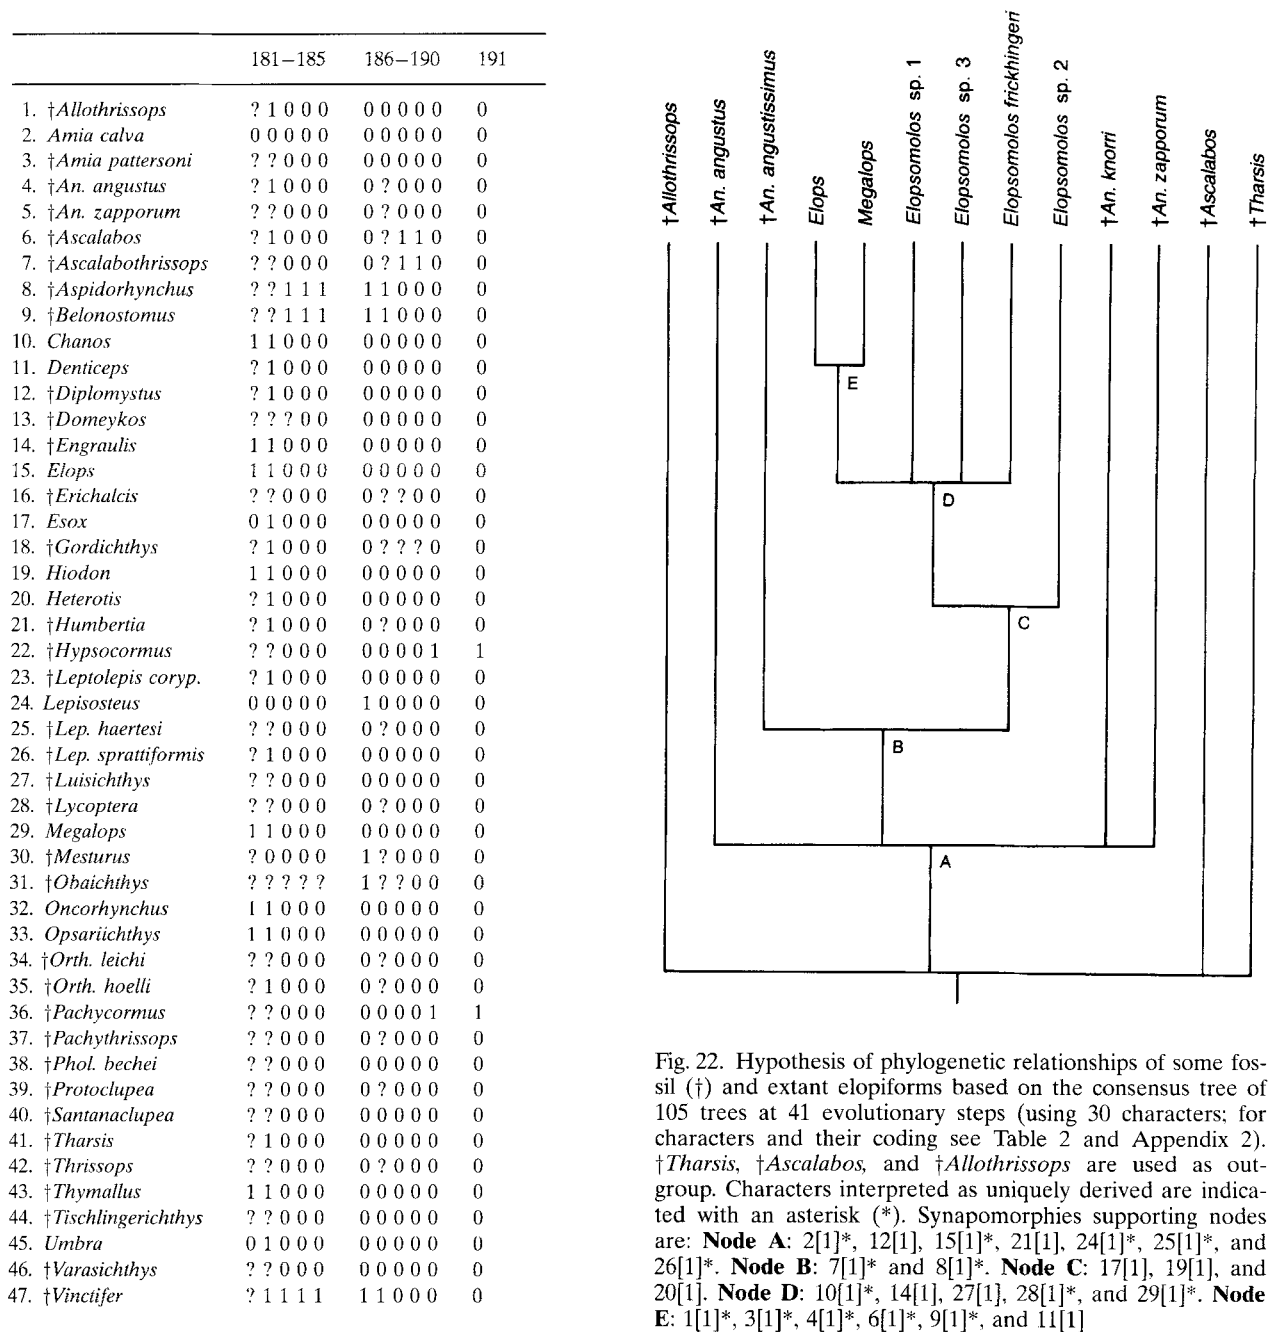 181–185 186–190 191
1. †Allothrissops ? 1 0 0 0 0 0 0 0 0 0
2. Amia calva 0 0 0 0 0 0 0 0 0 0 0
3. †Amia pattersoni ? ? 0 0 0 0 0 0 0 0 0
4. †An. angustus ? 1 0 0 0 0 ? 0 0 0 0
5. †An. zapporum ? ? 0 0 0 0 ? 0 0 0 0
6. †Ascalabos ? 1 0 0 0 0 ? 1 1 0 0
7. †Ascalabothrissops ? ? 0 0 0 0 ? 1 1 0 0
8. †Aspidorhynchus ? ? 1 1 1 1 1 0 0 0 0
9. †Belonostomus ? ? 1 1 1 1 1 0 0 0 0
10. Chanos 1 1 0 0 0 0 0 0 0 0 0
11. Denticeps ? 1 0 0 0 0 0 0 0 0 0
12. †Diplomystus ? 1 0 0 0 0 0 0 0 0 0
13. †Domeykos ? ? ? 0 0 0 0 0 0 0 0
14. †Engraulis 1 1 0 0 0 0 0 0 0 0 0
15. Elops 1 1 0 0 0 0 0 0 0 0 0
16. †Erichalcis ? ? 0 0 0 0 ? ? 0 0 0
17. Esox 0 1 0 0 0 0 0 0 0 0 0
18. †Gordichthys ? 1 0 0 0 0 ? ? ? 0 0
19. Hiodon 1 1 0 0 0 0 0 0 0 0 0
20. Heterotis ? 1 0 0 0 0 0 0 0 0 0
21. †Humbertia ? 1 0 0 0 0 ? 0 0 0 0
22. †Hypsocormus ? ? 0 0 0 0 0 0 0 1 1
23. †Leptolepis coryp. ? 1 0 0 0 0 0 0 0 0 0
24. Lepisosteus 0 0 0 0 0 1 0 0 0 0 0
25. †Lep. haertesi ? ? 0 0 0 0 ? 0 0 0 0
26. †Lep. sprattiformis ? 1 0 0 0 0 0 0 0 0 0
27. †Luisichthys ? ? 0 0 0 0 0 0 0 0 0
28. †Lycoptera ? ? 0 0 0 0 ? 0 0 0 0
29. Megalops 1 1 0 0 0 0 0 0 0 0 0
30. †Mesturus ? 0 0 0 0 1 ? 0 0 0 0
31. †Obaichthys ? ? ? ? ? 1 ? ? 0 0 0
32. Oncorhynchus 1 1 0 0 0 0 0 0 0 0 0
33. Opsariichthys 1 1 0 0 0 0 0 0 0 0 0
34. †Orth. leichi ? ? 0 0 0 0 ? 0 0 0 0
35. †Orth. hoelli ? 1 0 0 0 0 ? 0 0 0 0
36. †Pachycormus ? ? 0 0 0 0 0 0 0 1 1
37. †Pachythrissops ? ? 0 0 0 0 ? 0 0 0 0
38. †Phol. bechei ? ? 0 0 0 0 0 0 0 0 0
39. †Protoclupea ? ? 0 0 0 0 ? 0 0 0 0
40. †Santanaclupea ? ? 0 0 0 0 0 0 0 0 0
41. †Tharsis ? 1 0 0 0 0 0 0 0 0 0
42. †Thrissops ? ? 0 0 0 0 ? 0 0 0 0
43. †Thymallus 1 1 0 0 0 0 0 0 0 0 0
44. †Tischlingerichthys ? ? 0 0 0 0 0 0 0 0 0
45. Umbra 0 1 0 0 0 0 0 0 0 0 0
46. †Varasichthys ? ? 0 0 0 0 0 0 0 0 0
47. †Vinctifer ? 1 1 1 1 1 1 0 0 0 0
†Allothrissops
†An. angustus
†An. angustissimus
Elops
Megalops
Elopsomolos sp. 1
Elopsomolos sp. 3
Elopsomolos frickhingeri
Elopsomolos sp. 2
†An. knorri
†An. zapporum
†Ascalabos
†Tharsis
E
D
C
B
A
Fig. 22. Hypothesis of phylogenetic relationships of some fos-
sil (†) and extant elopiforms based on the consensus tree of
105 trees at 41 evolutionary steps (using 30 characters; for
characters and their coding see Table 2 and Appendix 2).
†Tharsis, †Ascalabos, and †Allothrissops are used as out-
group. Characters interpreted as uniquely derived are indica-
ted with an asterisk (*). Synapomorphies supporting nodes
are: Node A: 2[1]*, 12[1], 15[1]*, 21[1], 24[1]*, 25[1]*, and
26[1]*. Node B: 7[1]* and 8[1]*. Node C: 17[1], 19[1], and
20[1]. Node D: 10[1]*, 14[1], 27[1], 28[1]*, and 29[1]*. Node
E: 1[1]*, 3[1]*, 4[1]*, 6[1]*, 9[1]*, and 11[1]